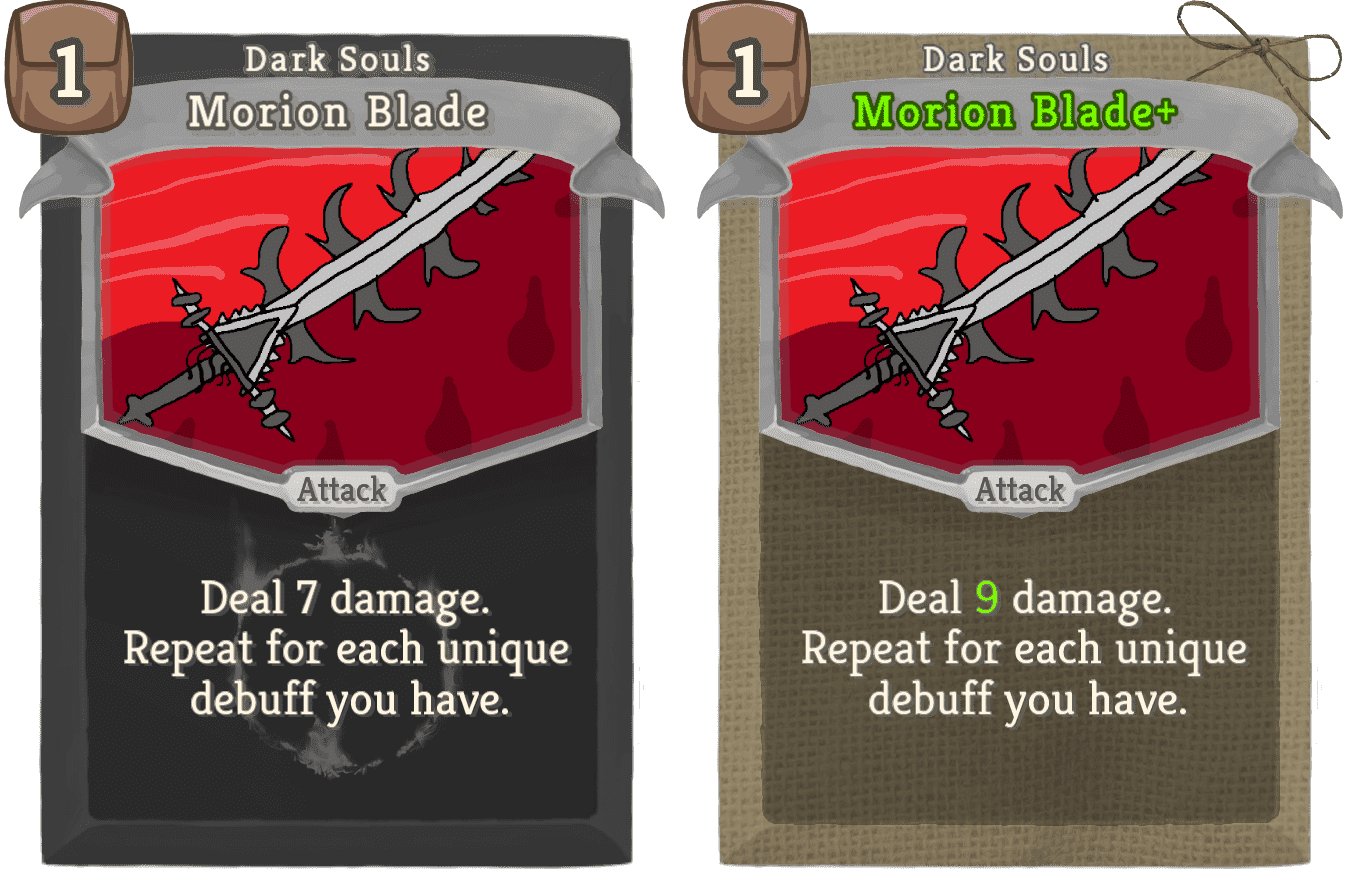 1
Dark Souls
Morion Blade
Attack
Deal 7 damage.
Repeat for each unique
debuff you have.
1
Dark Souls
Morion Blade+
Attack
Deal 9 damage.
Repeat for each unique
debuff you have.